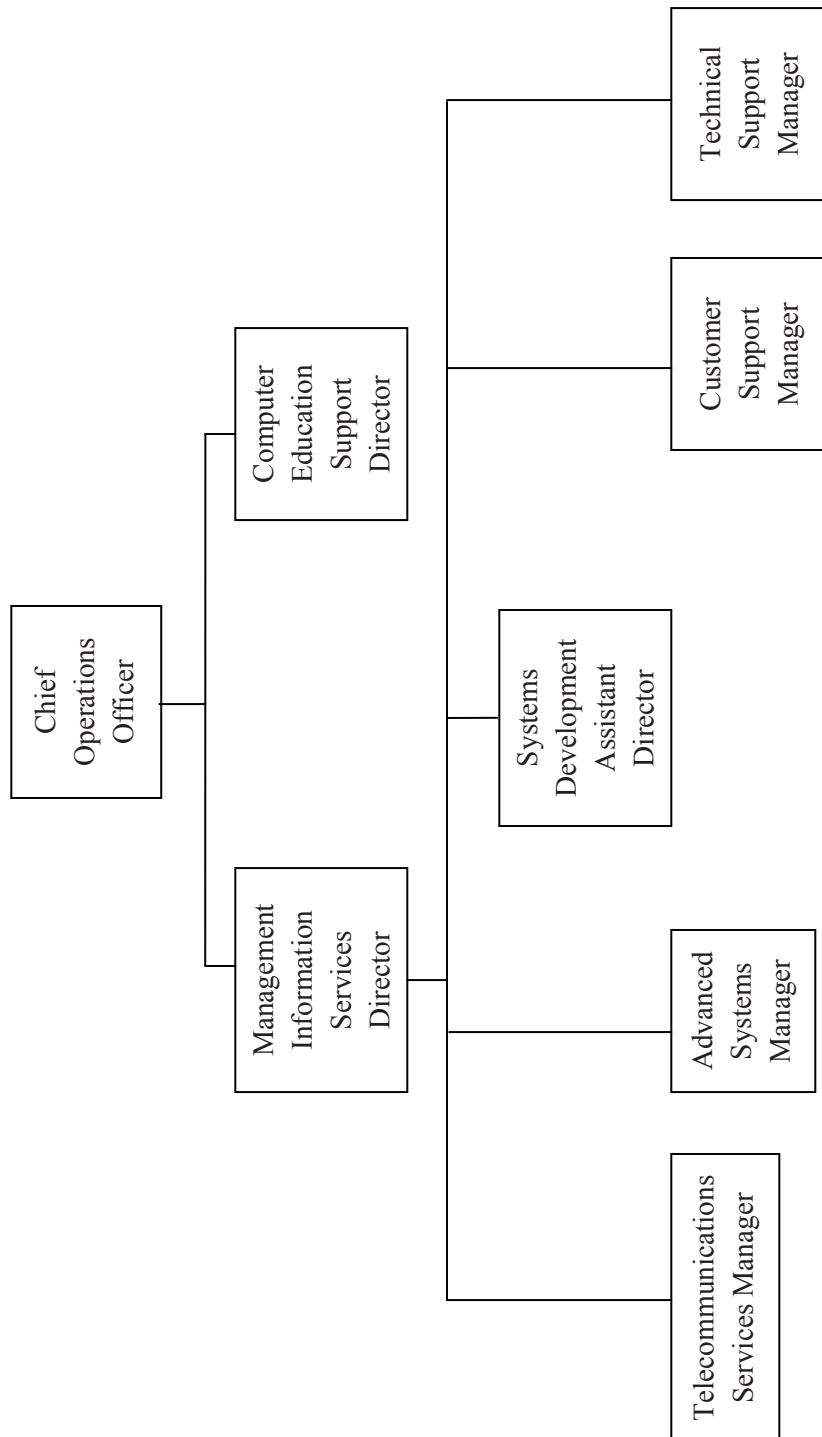 Chief
Operations
Officer
Management
Information
Services
Director
Computer
Education
Support
Director
Telecommunications
Services Manager
Advanced
Systems
Manager
Systems
Development
Assistant
Director
Customer
Support
Manager
Technical
Support
Manager